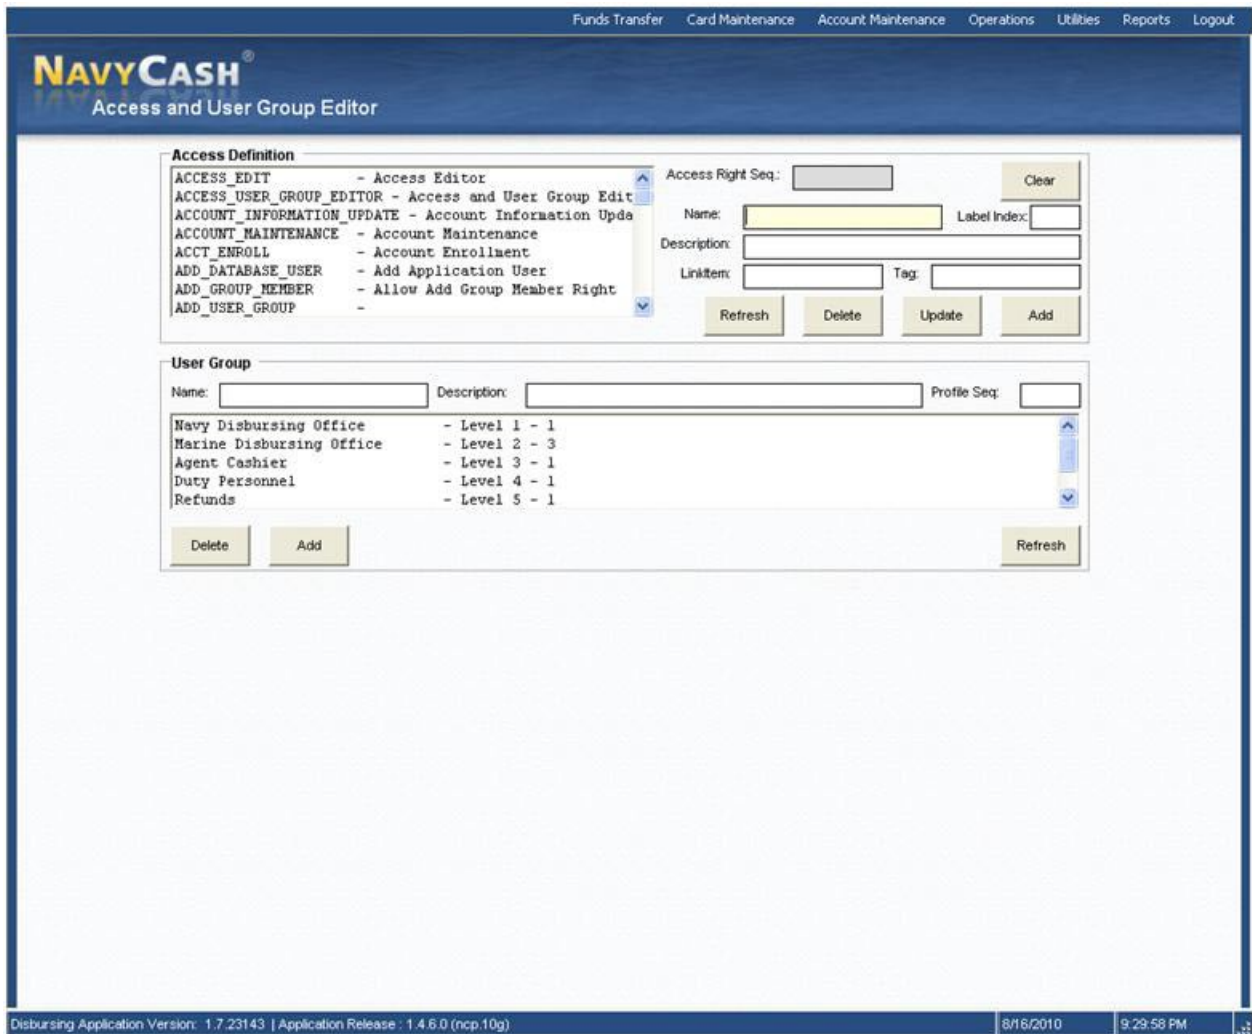 Funds Transfer Card Maintenance Account Maintenance Operations Utilities Reports Logout
NAVYCASH®
Access and User Group Editor
Access Definition
ACCESS_EDIT - Access Editor
ACCESS_USER_GROUP_EDITOR - Access and User Group Edit
ACCOUNT_INFORMATION_UPDATE - Account Information Upda
ACCOUNT_MAINTENANCE - Account Maintenance
ACCT_ENROLL - Account Enrollment
ADD_DATABASE_USER - Add Application User
ADD_GROUP_MEMBER - Allow Add Group Member Right
ADD_USER_GROUP -
Access Right Seq.: Clear
Name: Label Index:
Description:
LinkItem: Tag:
Refresh Delete Update Add
User Group
Name: Description: Profile Seq:
Navy Disbursing Office - Level 1 - 1
Marine Disbursing Office - Level 2 - 3
Agent Cashier - Level 3 - 1
Duty Personnel - Level 4 - 1
Refunds - Level 5 - 1
Delete Add Refresh
Disbursing Application Version: 1.7.23143 | Application Release : 1.4.6.0 (ncp.10g) 8/16/2010 9:29:58 PM